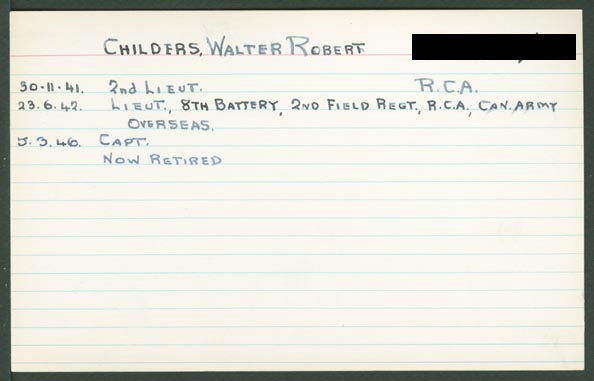 CHILDERS, WALTER ROBERT
30-11-41. 2nd LIEUT. R.C.A.
23.6.42. LIEUT., 8TH BATTERY, 2ND FIELD REGT., R.C.A., CAN. ARMY
OVERSEAS.
5.3.46. CAPT.
NOW RETIRED